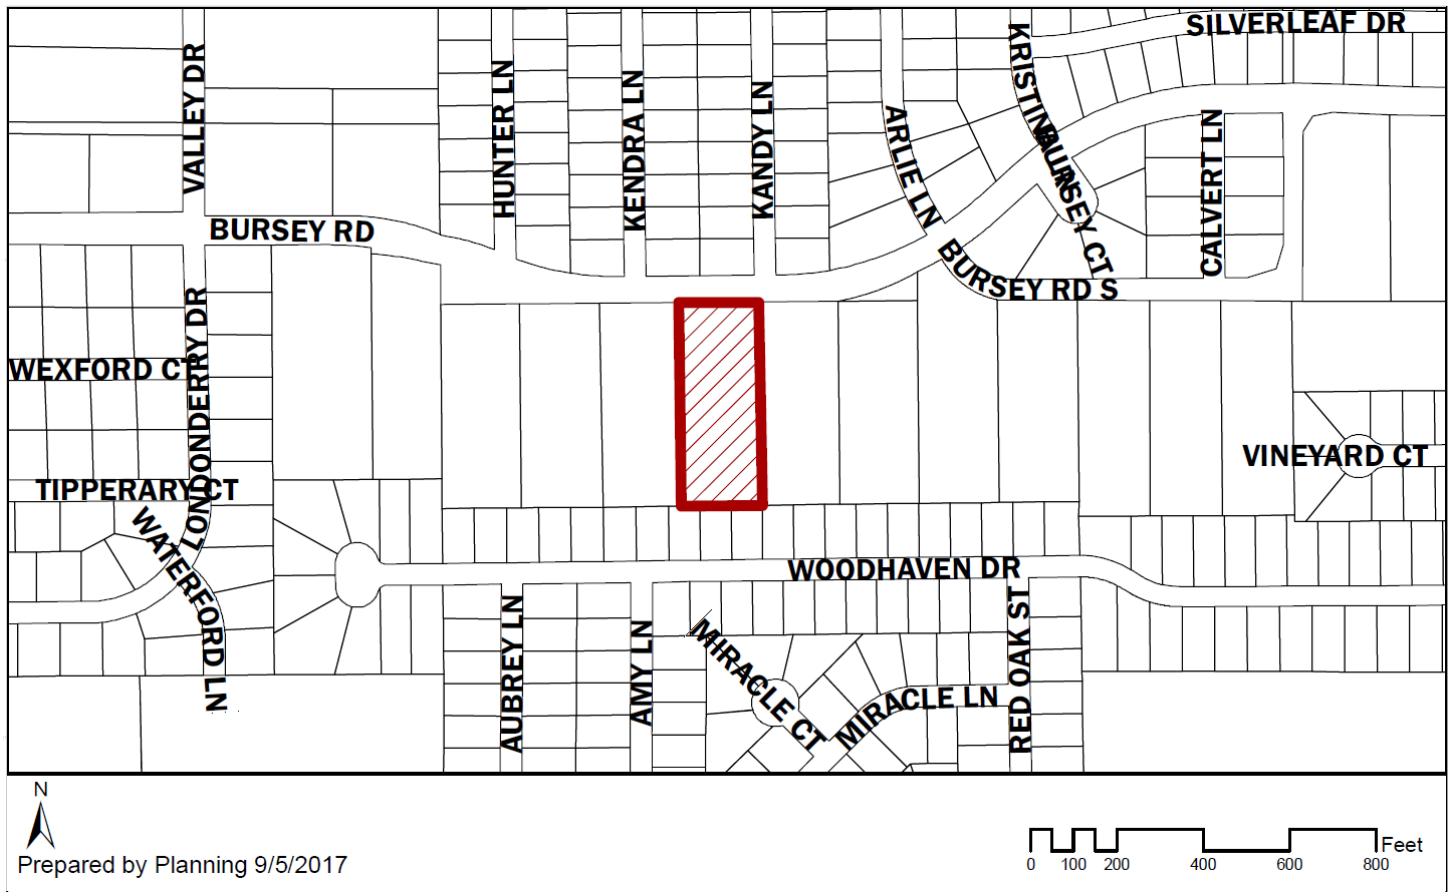 SILVERLEAF DR
KRISTINA LN
VALLEY DR
HUNTER LN
KENDRA LN
KANDY LN
ARLIE LN
BURSEY CT
CALVERT LN
BURSEY RD
BURSEY RD S
LONDONDERRY DR
WEXFORD CT
VINEYARD CT
TIPPERARY CT
WATERFORD LN
WOODHAVEN DR
AUBREY LN
AMY LN
MIRACLE CT
MIRACLE LN
RED OAK ST
N
Prepared by Planning 9/5/2017
0 100 200 400 600 800 Feet